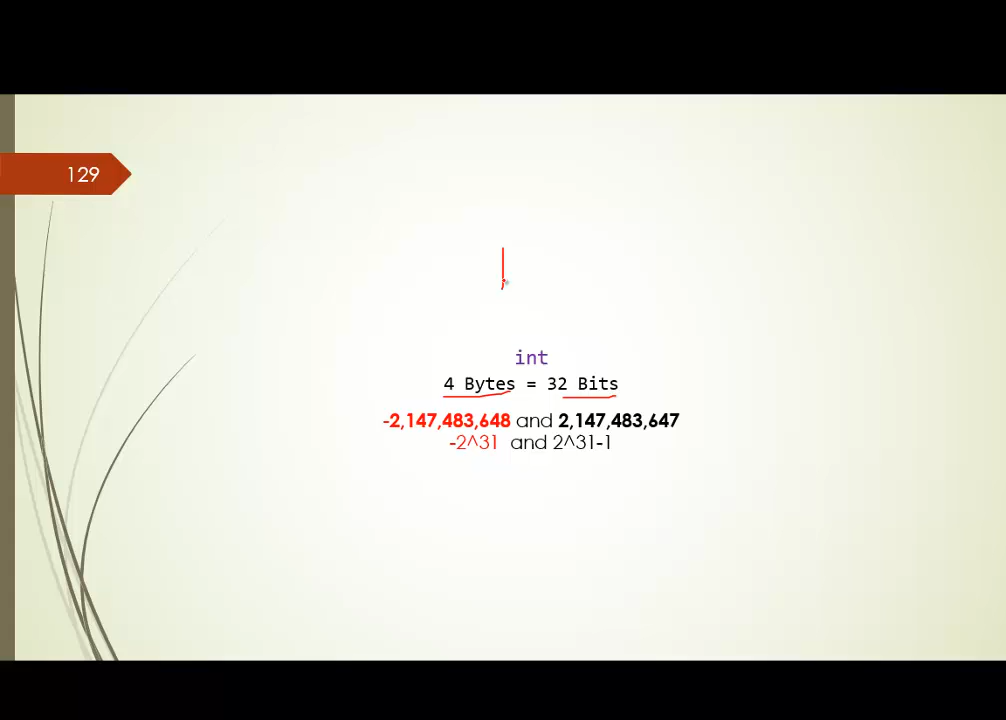 129
int
4 Bytes = 32 Bits
-2,147,483,648 and 2,147,483,647
-2^31 and 2^31-1